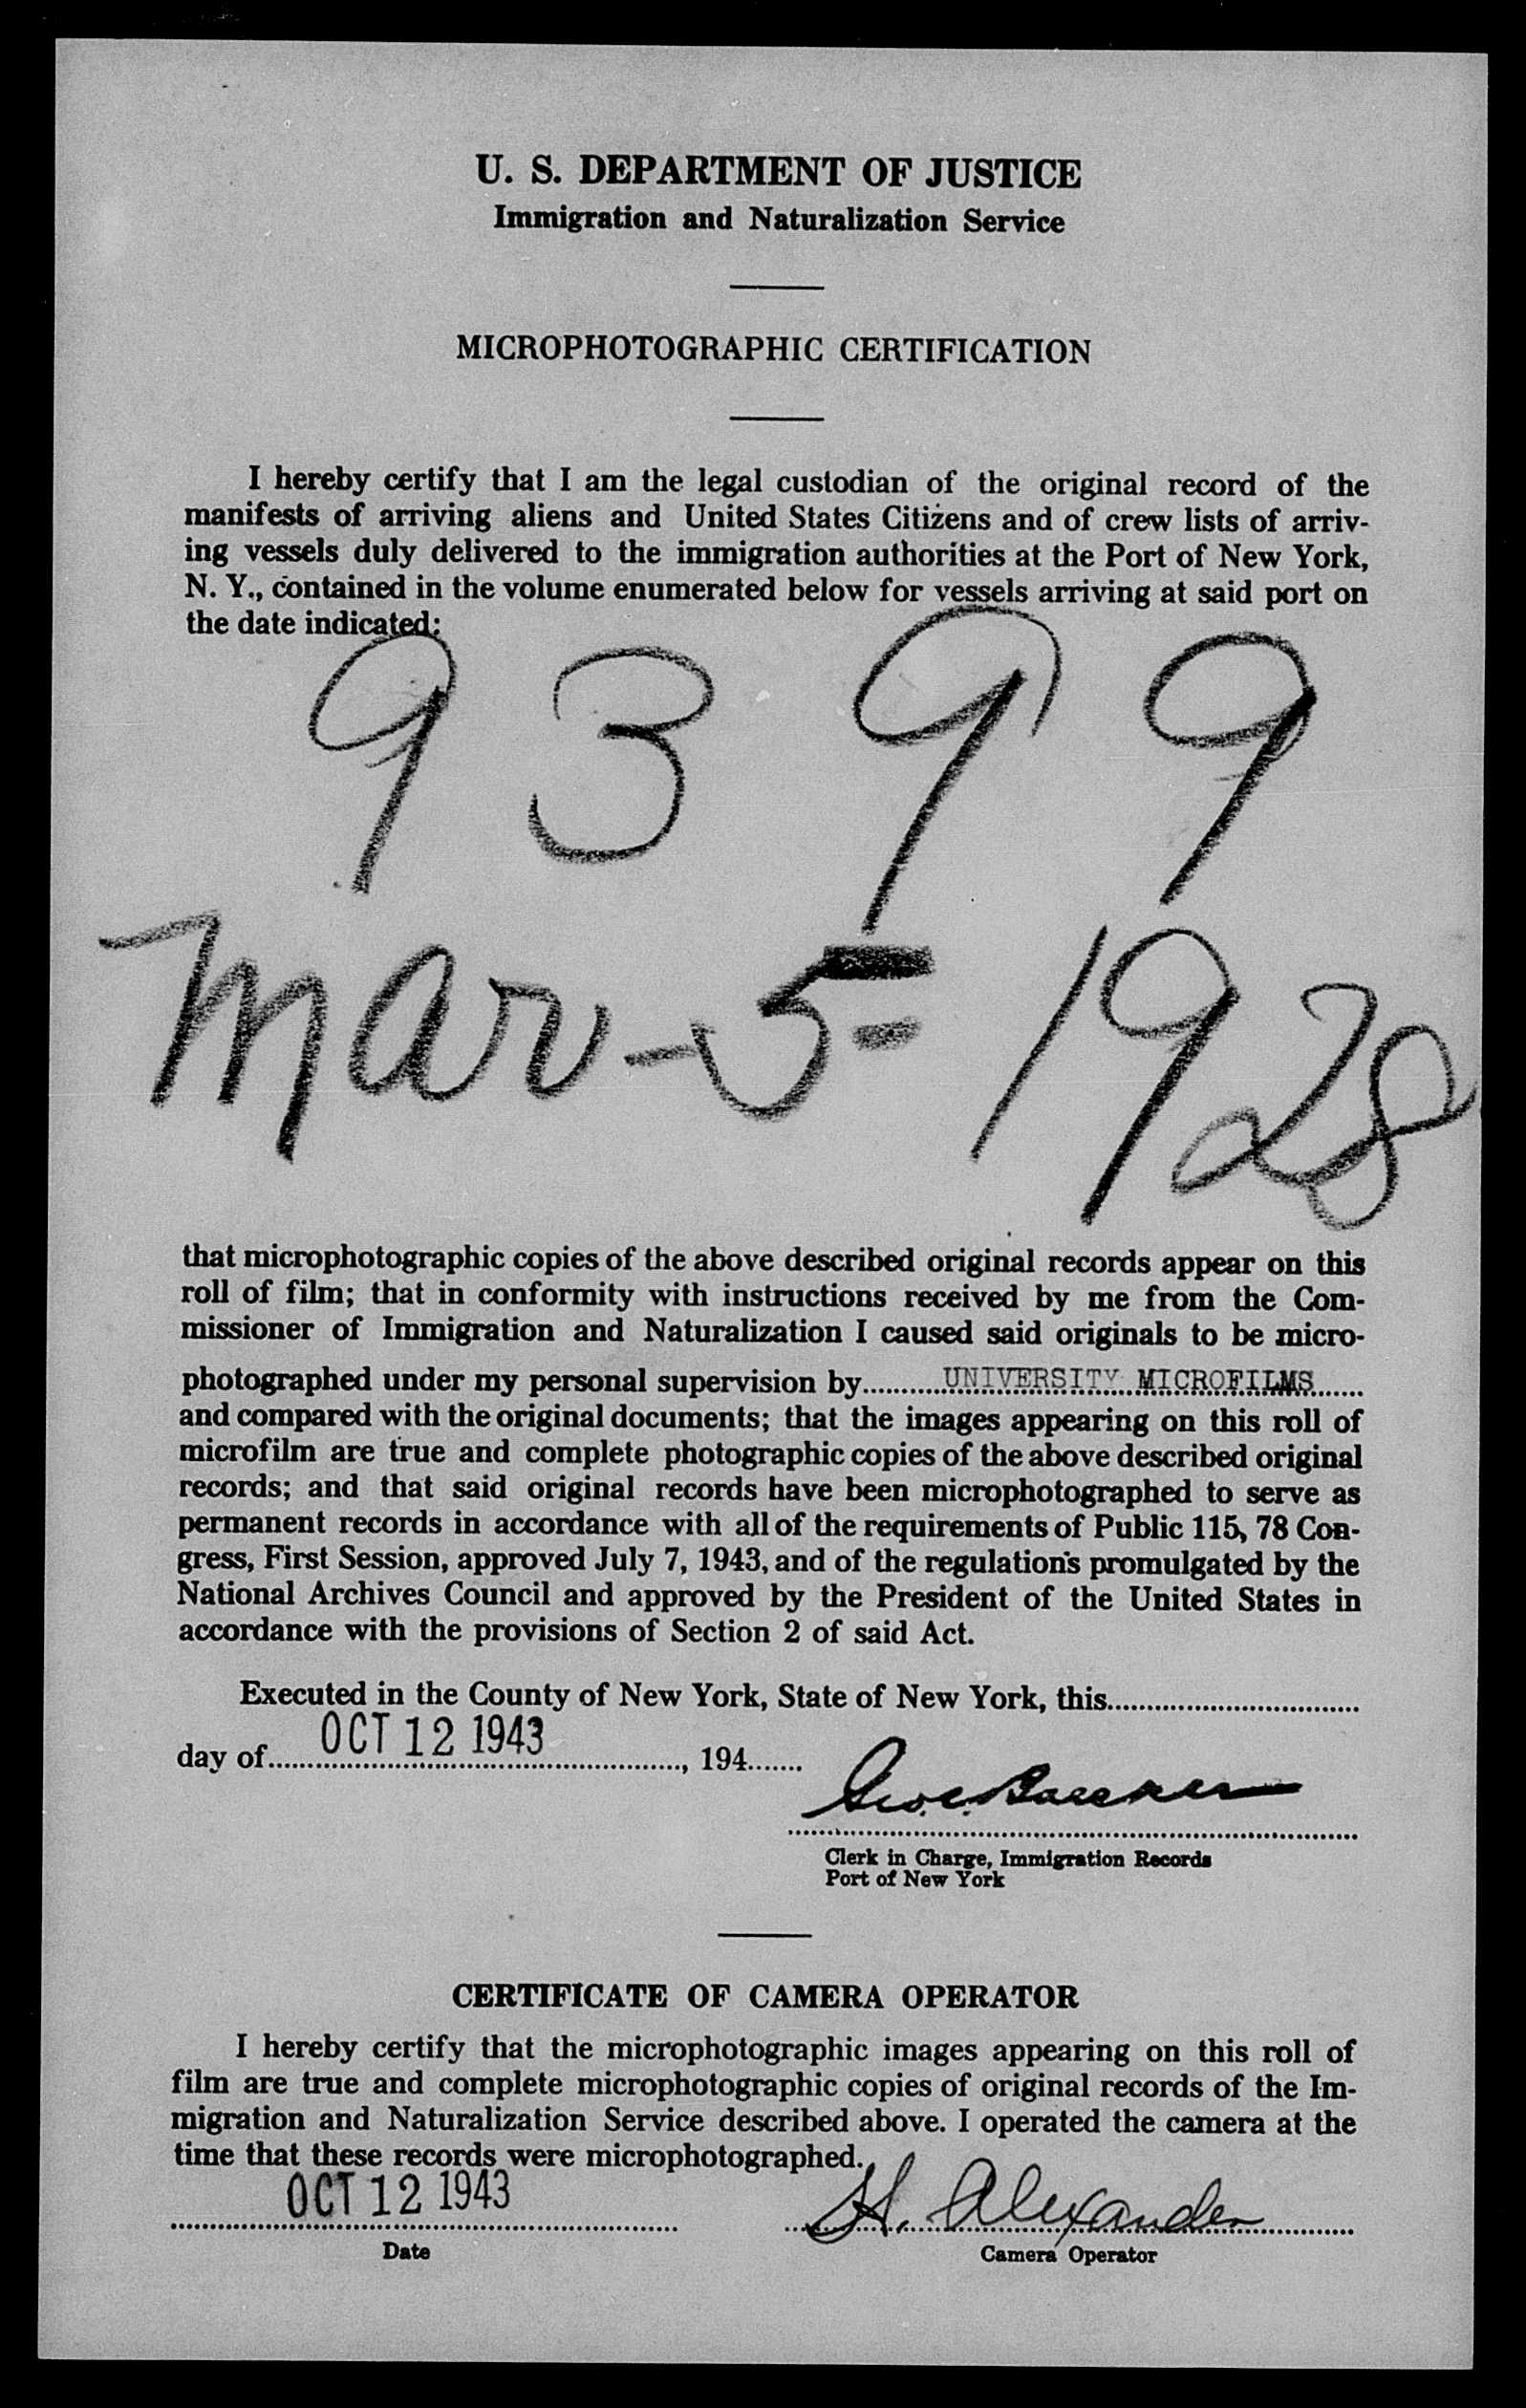 U. S. DEPARTMENT OF JUSTICE
Immigration and Naturalization Service
MICROPHOTOGRAPHIC CERTIFICATION
I hereby certify that I am the legal custodian of the original record of the
manifests of arriving aliens and United States Citizens and of crew lists of arriv-
ing vessels duly delivered to the immigration authorities at the Port of New York,
N. Y., contained in the volume enumerated below for vessels arriving at said port on
the date indicated:
9 3 9 9
Mar-5-1928
that microphotographic copies of the above described original records appear on this
roll of film; that in conformity with instructions received by me from the Com-
missioner of Immigration and Naturalization I caused said originals to be micro-
photographed under my personal supervision by UNIVERSITY MICROFILMS
and compared with the original documents; that the images appearing on this roll of
microfilm are true and complete photographic copies of the above described original
records; and that said original records have been microphotographed to serve as
permanent records in accordance with all of the requirements of Public 115, 78 Con-
gress, First Session, approved July 7, 1943, and of the regulations promulgated by the
National Archives Council and approved by the President of the United States in
accordance with the provisions of Section 2 of said Act.
Executed in the County of New York, State of New York, this
day of OCT 12 1943, 194
Clerk in Charge, Immigration Records
Port of New York
CERTIFICATE OF CAMERA OPERATOR
I hereby certify that the microphotographic images appearing on this roll of
film are true and complete microphotographic copies of original records of the Im-
migration and Naturalization Service described above. I operated the camera at the
time that these records were microphotographed.
OCT 12 1943 H. Alexander
Date Camera Operator